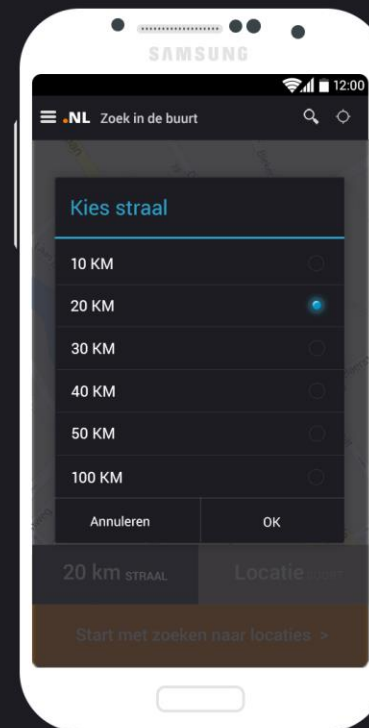 SAMSUNG
12:00
.NL Zoek in de buurt
Kies straal
10 KM
20 KM
30 KM
40 KM
50 KM
100 KM
Annuleren OK
20 km STRAAL Locatie
Start met zoeken naar locaties >